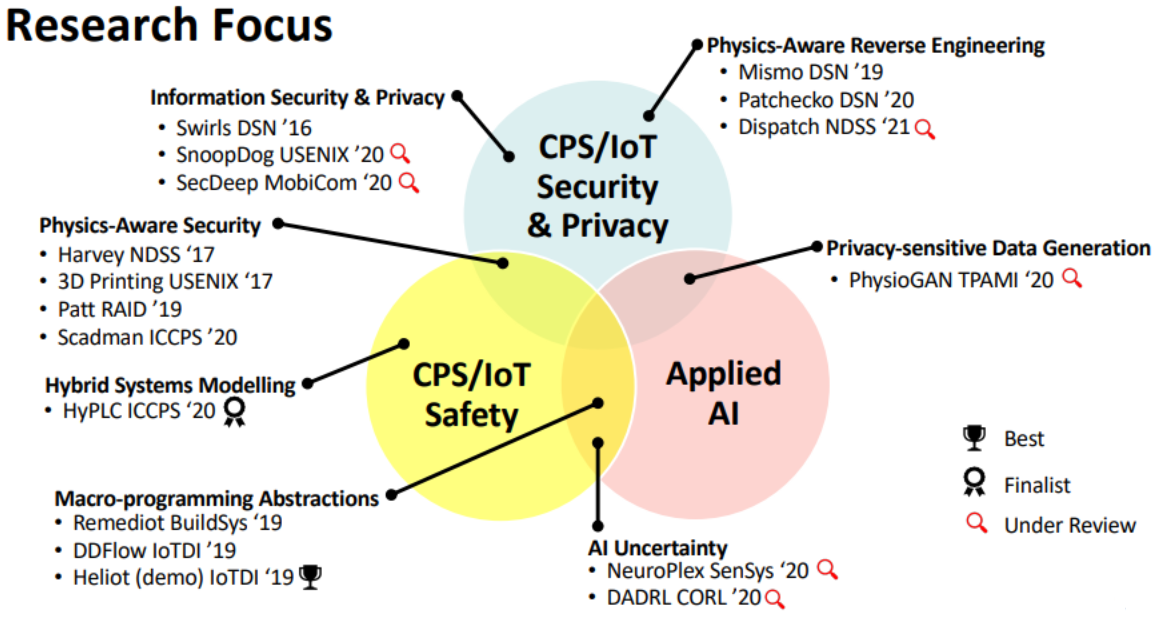 Research Focus
Physics-Aware Reverse Engineering
• Mismo DSN ’19
• Patchecko DSN ’20
• Dispatch NDSS ‘21
Information Security & Privacy
• Swirls DSN ’16
• SnoopDog USENIX ’20
• SecDeep MobiCom ‘20
CPS/IoT
Security
& Privacy
Physics-Aware Security
• Harvey NDSS ‘17
• 3D Printing USENIX ‘17
• Patt RAID ’19
• Scadman ICCPS ’20
Privacy-sensitive Data Generation
• PhysioGAN TPAMI ‘20
Hybrid Systems Modelling
• HyPLC ICCPS ‘20
CPS/IoT
Safety
Applied
AI
Macro-programming Abstractions
• Remediot BuildSys ‘19
• DDFlow IoTDI ’19
• Heliot (demo) IoTDI ‘19
AI Uncertainty
• NeuroPlex SenSys ‘20
• DADRL CORL ’20
Best
Finalist
Under Review